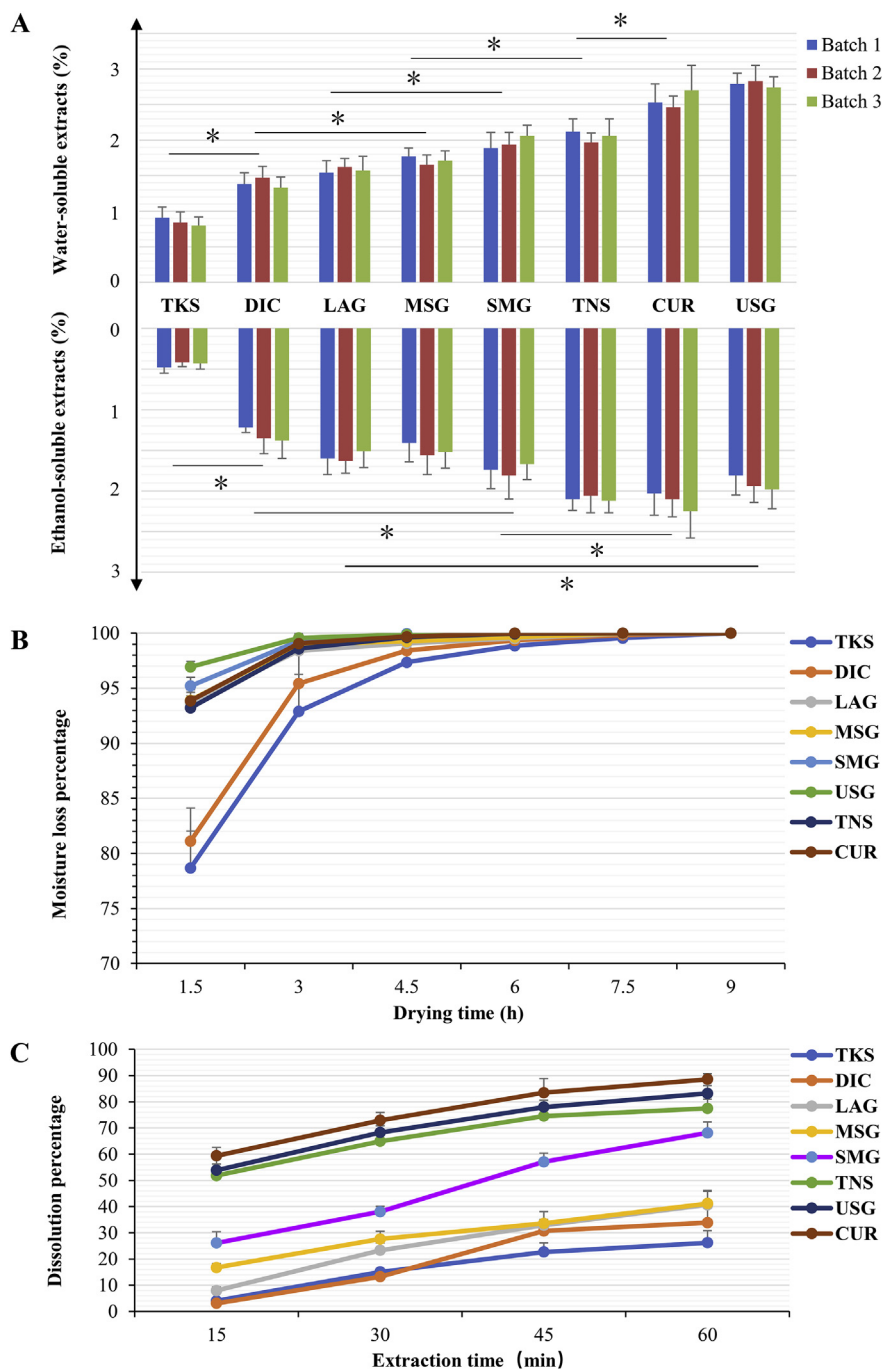 A
Water-soluble extracts (%)
3
2
1
0
* * * * *
Batch 1
Batch 2
Batch 3
TKS DIC LAG MSG SMG TNS CUR USG
Ethanol-soluble extracts (%)
0
1
2
3
* * * *
B
Moisture loss percentage
100
95
90
85
80
75
70
1.5 3 4.5 6 7.5 9
Drying time (h)
TKS
DIC
LAG
MSG
SMG
USG
TNS
CUR
C
Dissolution percentage
100
90
80
70
60
50
40
30
20
10
0
15 30 45 60
Extraction time (min)
TKS
DIC
LAG
MSG
SMG
TNS
USG
CUR